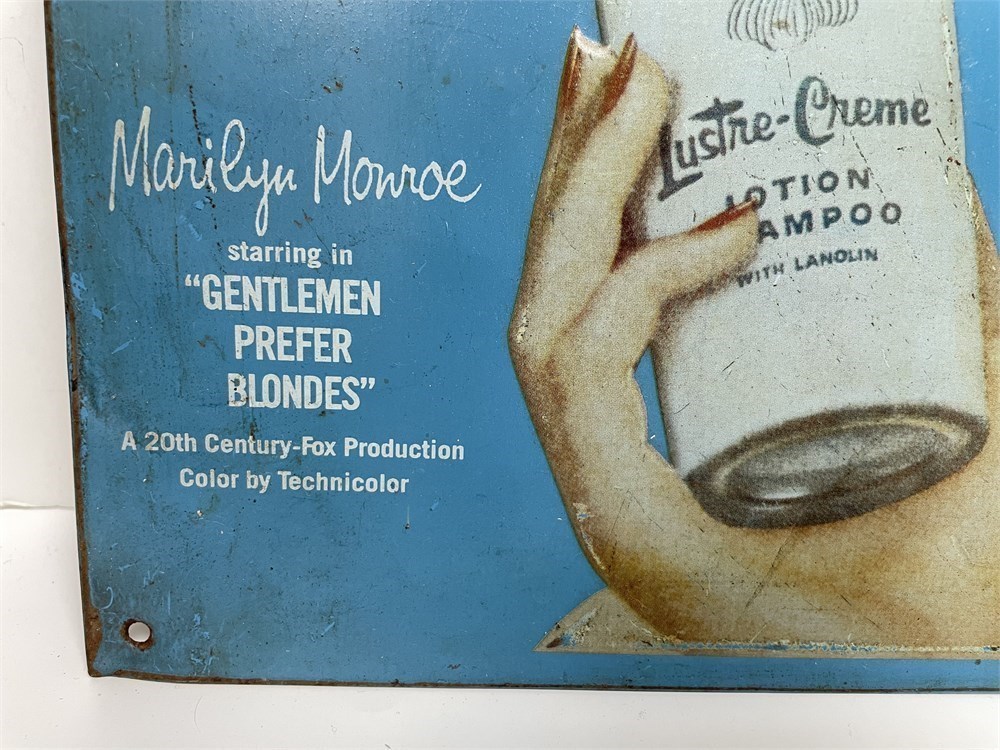 Marilyn Monroe
starring in
"GENTLEMEN
PREFER
BLONDES"
A 20th Century-Fox Production
Color by Technicolor
Lustre-Creme
LOTION
AMPOO
WITH LANOLIN